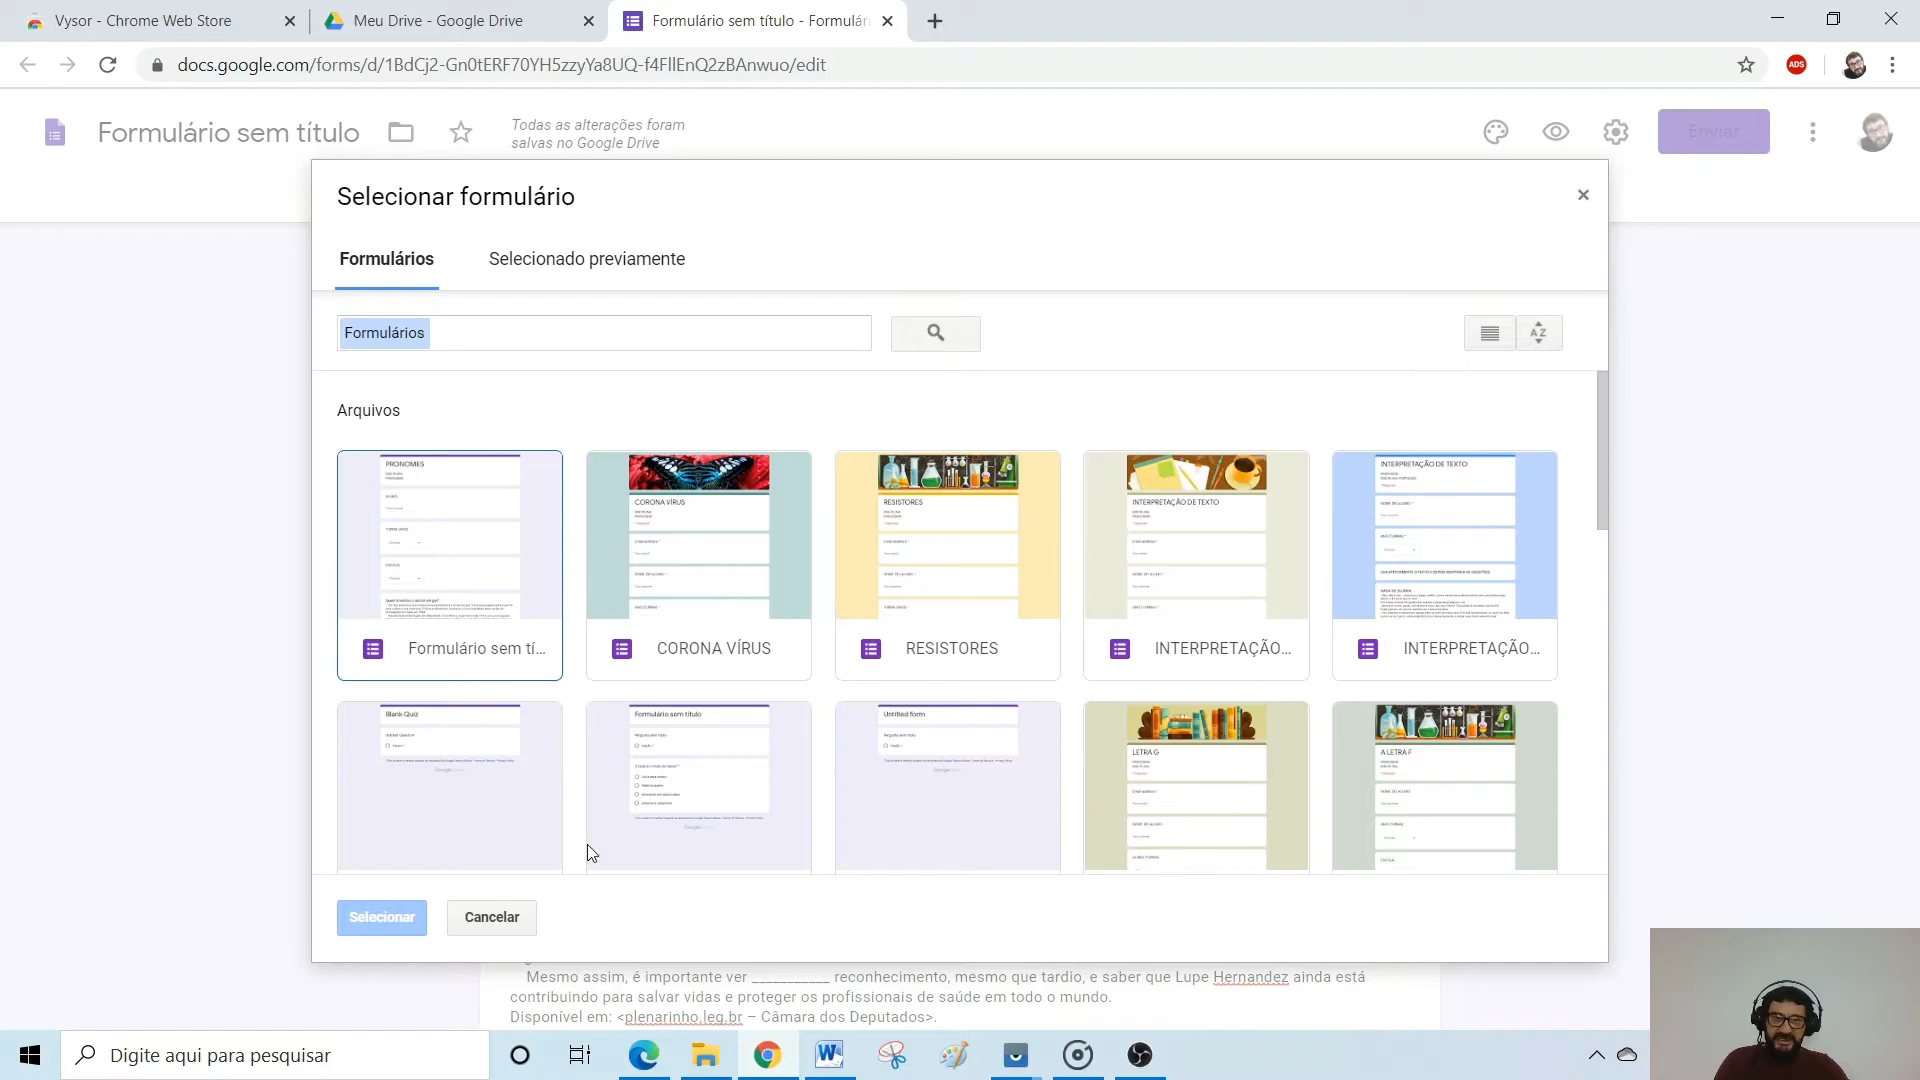 Vysor - Chrome Web Store
Meu Drive - Google Drive
Formulário sem título - Formulár
docs.google.com/forms/d/1BdCj2-Gn0tERF70YH5zzyYa8UQ-f4FllEnQ2zBAnwuo/edit
ADS
Formulário sem título
Todas as alterações foram
salvas no Google Drive
Enviar
Selecionar formulário
Formulários
Selecionado previamente
Formulários
AZ
Arquivos
PRONOMES
CORONA VÍRUS
RESISTORES
INTERPRETAÇÃO DE TEXTO
INTERPRETAÇÃO DE TEXTO
Formulário sem tí...
CORONA VÍRUS
RESISTORES
INTERPRETAÇÃO...
INTERPRETAÇÃO...
Blank Quiz
Formulário sem título
Untitled form
LETRA G
A LETRA F
Selecionar
Cancelar
Mesmo assim, é importante ver ___________ reconhecimento, mesmo que tardio, e saber que Lupe Hernandez ainda está
contribuindo para salvar vidas e proteger os profissionais de saúde em todo o mundo.
Disponível em: <plenarinho.leg.br – Câmara dos Deputados>.
Digite aqui para pesquisar